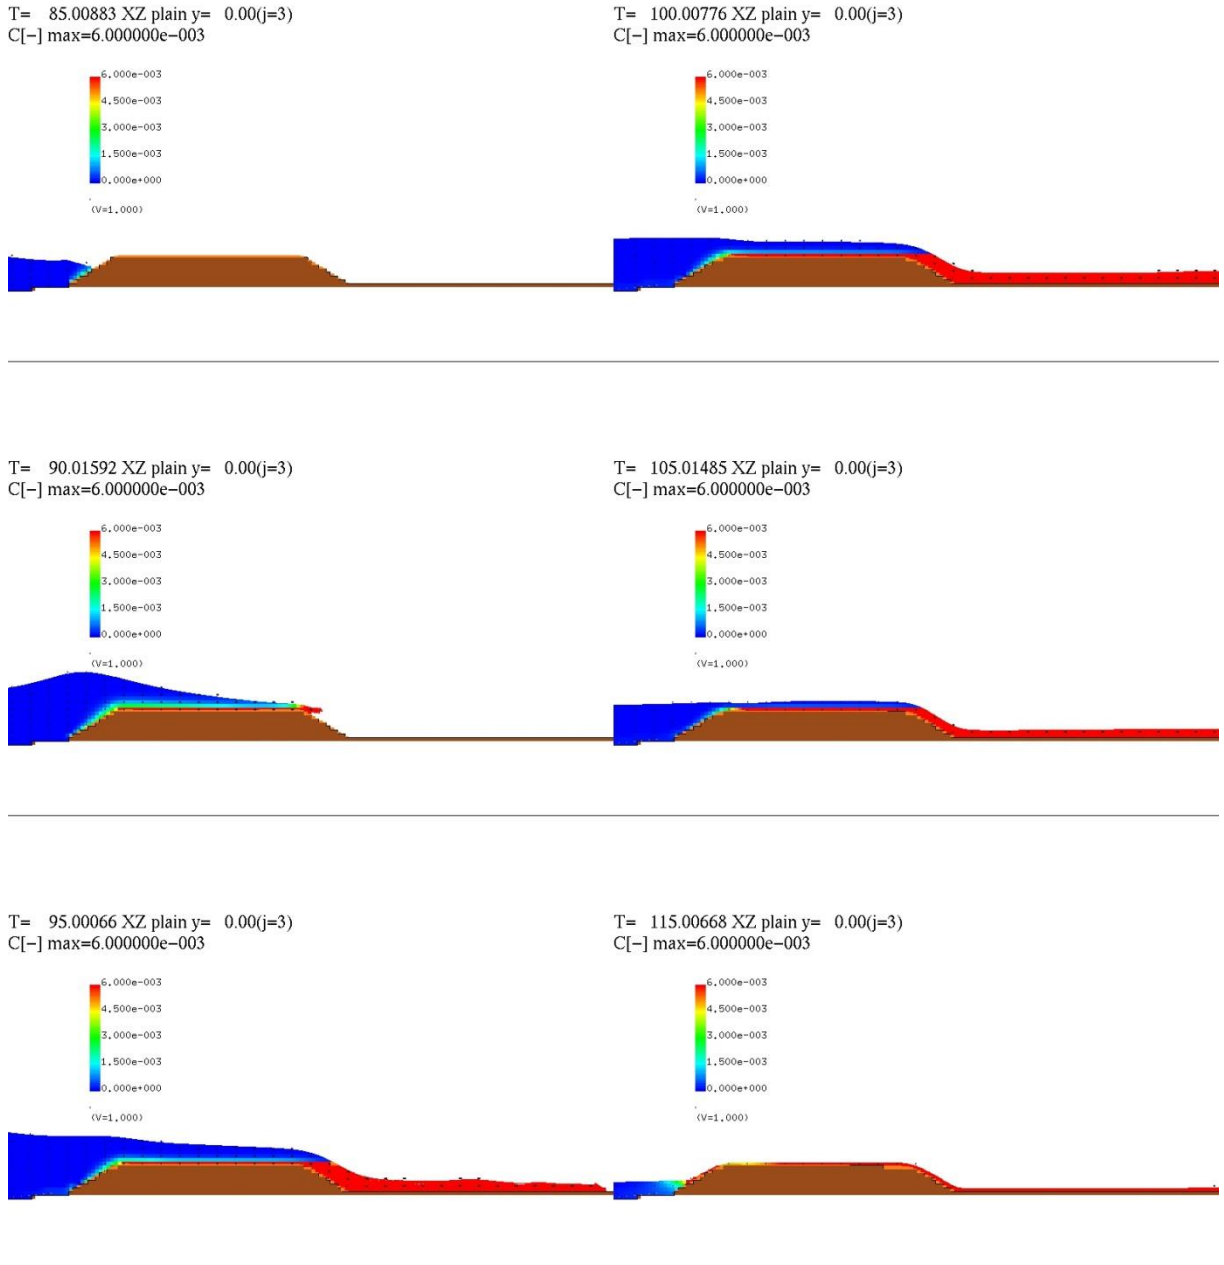 T= 85.00883 XZ plain y= 0.00(j=3)
C[−] max=6.000000e−003
6.000e-003
4.500e-003
3.000e-003
1.500e-003
0.000e+000
(V=1.000)
T= 100.00776 XZ plain y= 0.00(j=3)
C[−] max=6.000000e−003
6.000e-003
4.500e-003
3.000e-003
1.500e-003
0.000e+000
(V=1.000)
T= 90.01592 XZ plain y= 0.00(j=3)
C[−] max=6.000000e−003
6.000e-003
4.500e-003
3.000e-003
1.500e-003
0.000e+000
(V=1.000)
T= 105.01485 XZ plain y= 0.00(j=3)
C[−] max=6.000000e−003
6.000e-003
4.500e-003
3.000e-003
1.500e-003
0.000e+000
(V=1.000)
T= 95.00066 XZ plain y= 0.00(j=3)
C[−] max=6.000000e−003
6.000e-003
4.500e-003
3.000e-003
1.500e-003
0.000e+000
(V=1.000)
T= 115.00668 XZ plain y= 0.00(j=3)
C[−] max=6.000000e−003
6.000e-003
4.500e-003
3.000e-003
1.500e-003
0.000e+000
(V=1.000)